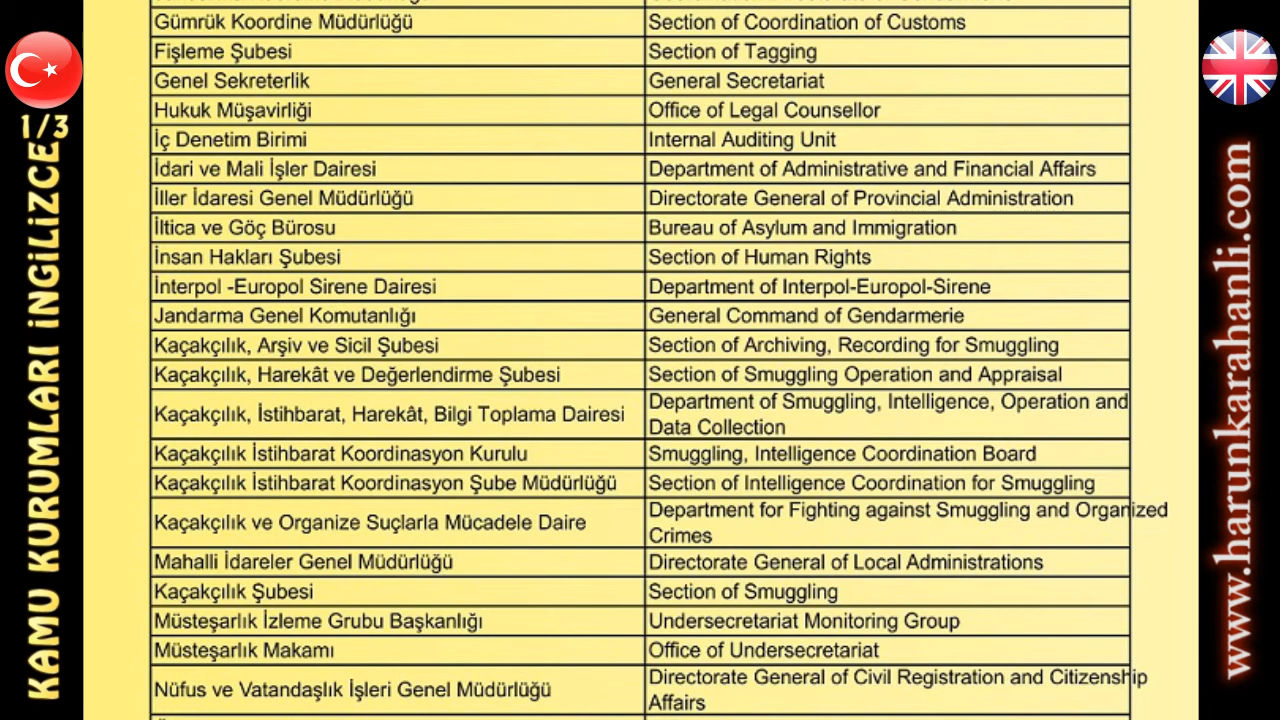 Gümrük Koordine Müdürlüğü Section of Coordination of Customs
Fişleme Şubesi Section of Tagging
Genel Sekreterlik General Secretariat
Hukuk Müşavirliği Office of Legal Counsellor
İç Denetim Birimi Internal Auditing Unit
İdari ve Mali İşler Dairesi Department of Administrative and Financial Affairs
İller İdaresi Genel Müdürlüğü Directorate General of Provincial Administration
İltica ve Göç Bürosu Bureau of Asylum and Immigration
İnsan Hakları Şubesi Section of Human Rights
İnterpol -Europol Sirene Dairesi Department of Interpol-Europol-Sirene
Jandarma Genel Komutanlığı General Command of Gendarmerie
Kaçakçılık, Arşiv ve Sicil Şubesi Section of Archiving, Recording for Smuggling
Kaçakçılık, Harekât ve Değerlendirme Şubesi Section of Smuggling Operation and Appraisal
Kaçakçılık, İstihbarat, Harekât, Bilgi Toplama Dairesi Department of Smuggling, Intelligence, Operation and
Data Collection
Kaçakçılık İstihbarat Koordinasyon Kurulu Smuggling, Intelligence Coordination Board
Kaçakçılık İstihbarat Koordinasyon Şube Müdürlüğü Section of Intelligence Coordination for Smuggling
Kaçakçılık ve Organize Suçlarla Mücadele Daire Department for Fighting against Smuggling and Organized
Crimes
Mahalli İdareler Genel Müdürlüğü Directorate General of Local Administrations
Kaçakçılık Şubesi Section of Smuggling
Müsteşarlık İzleme Grubu Başkanlığı Undersecretariat Monitoring Group
Müsteşarlık Makamı Office of Undersecretariat
Nüfus ve Vatandaşlık İşleri Genel Müdürlüğü Directorate General of Civil Registration and Citizenship
Affairs
1/3
KAMU KURUMLARI İNGİLİZCE,
www.harunkarahanli.com